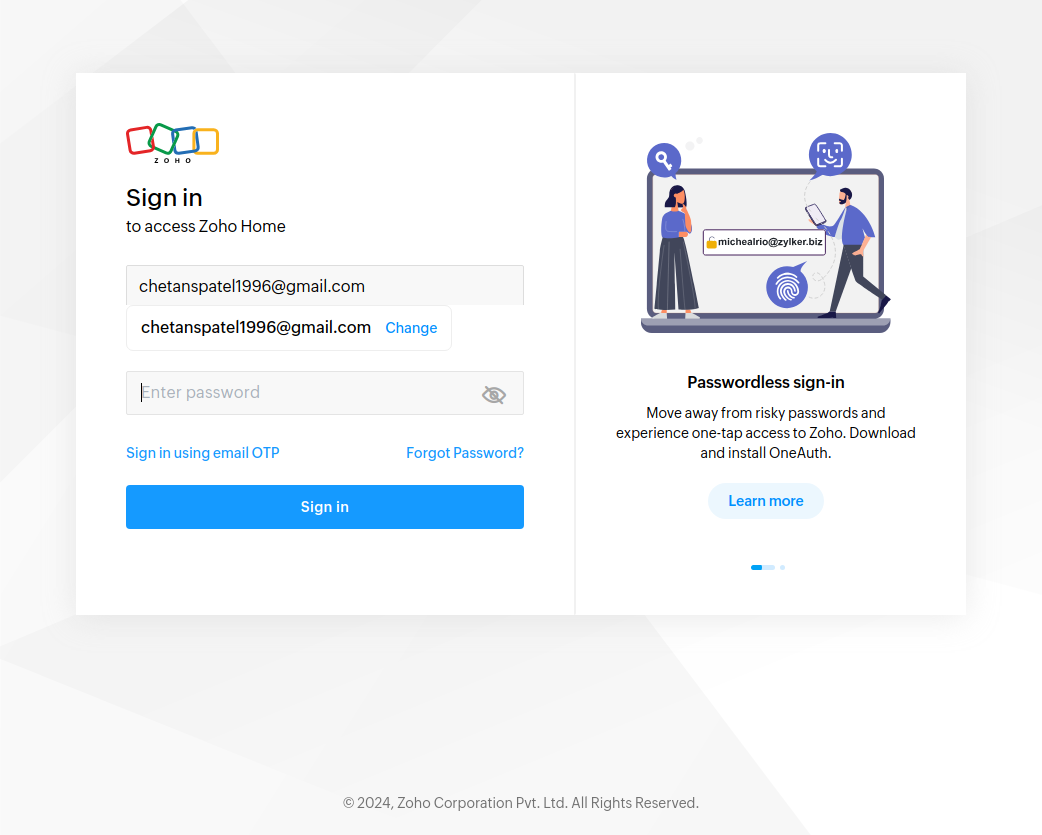 ZOHO
Sign in
to access Zoho Home
chetanspatel1996@gmail.com
chetanspatel1996@gmail.com Change
Enter password
Sign in using email OTP Forgot Password?
Sign in
michealrio@zylker.biz
Passwordless sign-in
Move away from risky passwords and
experience one-tap access to Zoho. Download
and install OneAuth.
Learn more
© 2024, Zoho Corporation Pvt. Ltd. All Rights Reserved.